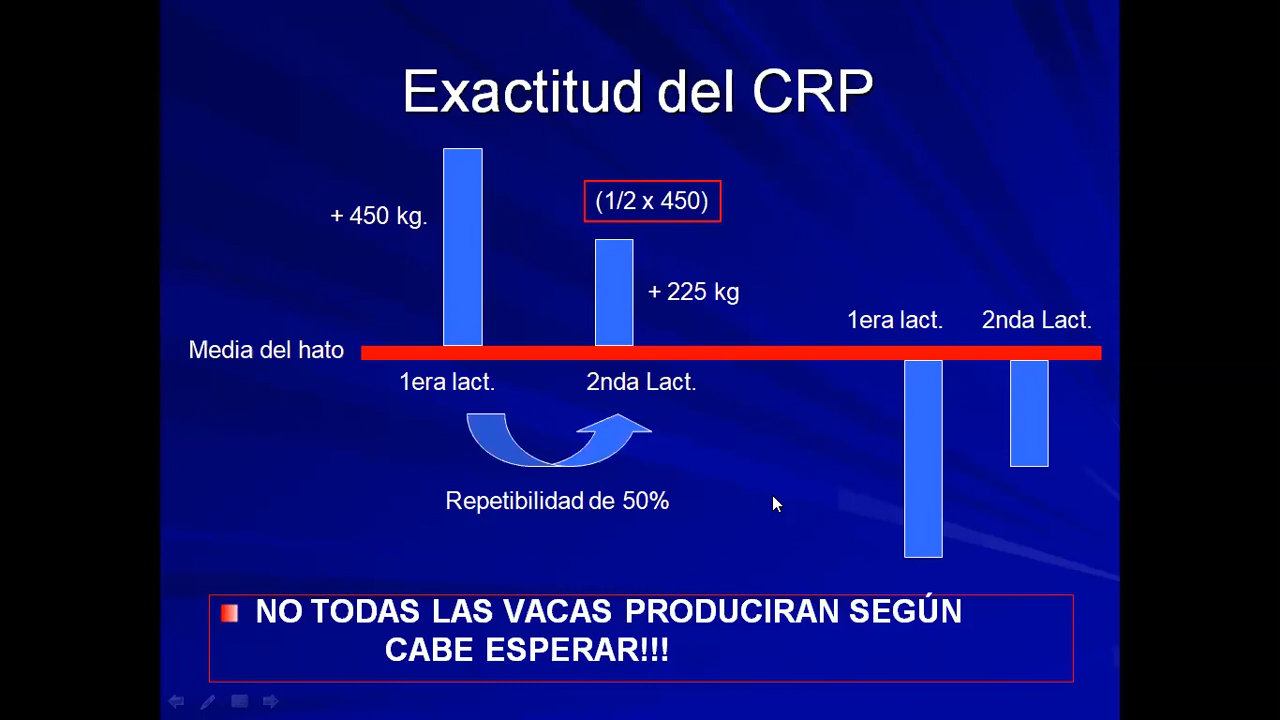 Exactitud del CRP
(1/2 x 450)
+ 450 kg.
+ 225 kg
1era lact. 2nda Lact.
Media del hato
1era lact. 2nda Lact.
Repetibilidad de 50%
NO TODAS LAS VACAS PRODUCIRAN SEGÚN
CABE ESPERAR!!!